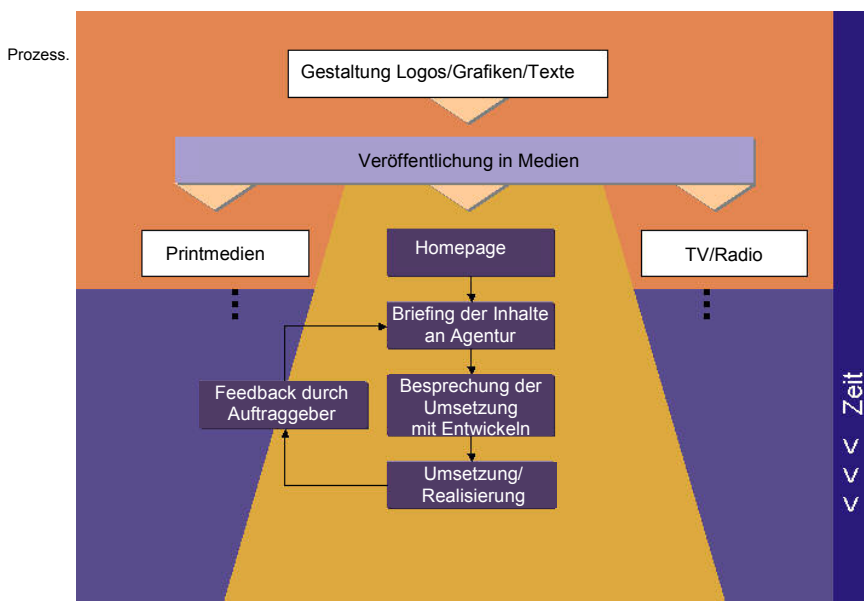 Prozess.
Gestaltung Logos/Grafiken/Texte
Veröffentlichung in Medien
Printmedien
Homepage
TV/Radio
Briefing der Inhalte
an Agentur
Feedback durch
Auftraggeber
Besprechung der
Umsetzung
mit Entwickeln
Umsetzung/
Realisierung
< < < Zeit